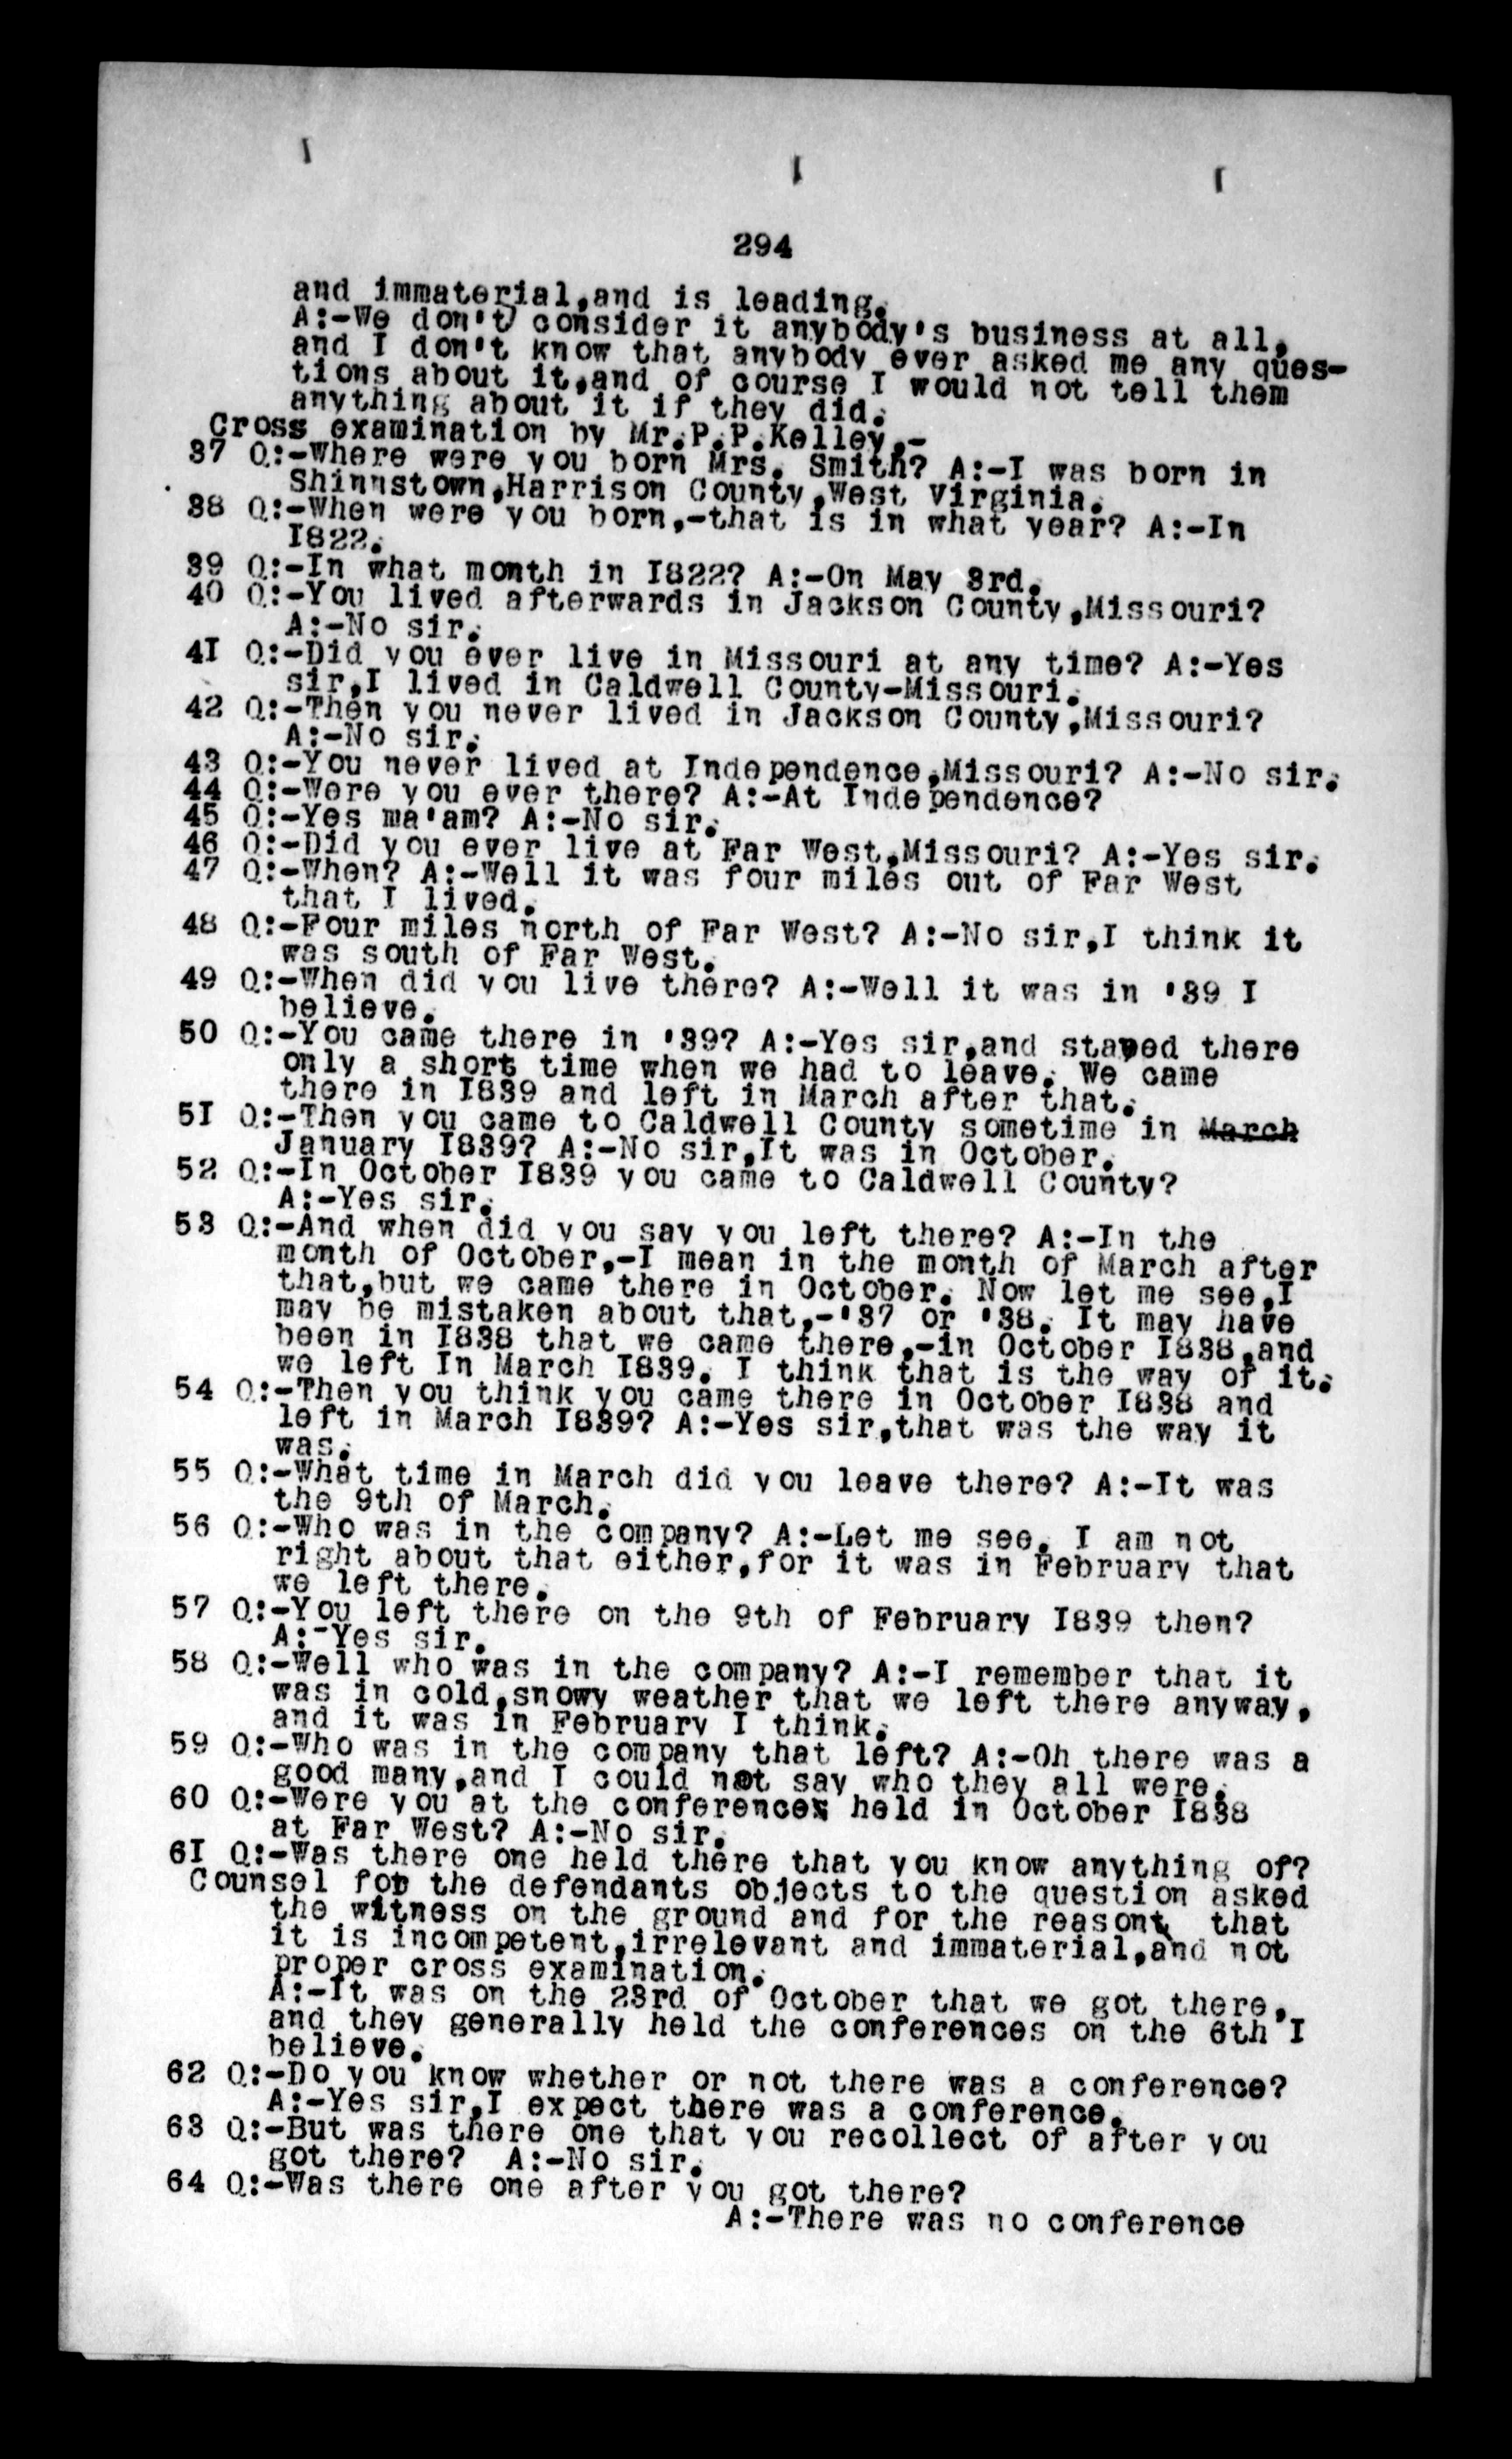 294
and immaterial,and is leading.
A:-We don't consider it anybody's business at all,
and I don't know that anybody ever asked me any ques-
tions about it,and of course I would not tell them
anything about it if they did.
Cross examination by Mr.P.P.Kelley,-
37 Q:-Where were you born Mrs. Smith? A:-I was born in
Shinnstown,Harrison County,West Virginia.
38 Q:-When were you born,-that is in what year? A:-In
I822.
39 Q:-In what month in I822? A:-On May 3rd.
40 Q:-You lived afterwards in Jackson County,Missouri?
A:-No sir.
4I Q:-Did you ever live in Missouri at any time? A:-Yes
sir,I lived in Caldwell County-Missouri.
42 Q:-Then you never lived in Jackson County,Missouri?
A:-No sir.
43 Q:-You never lived at Independence,Missouri? A:-No sir.
44 Q:-Were you ever there? A:-At Independence?
45 Q:-Yes ma'am? A:-No sir.
46 Q:-Did you ever live at Far West,Missouri? A:-Yes sir.
47 Q:-When? A:-Well it was four miles out of Far West
that I lived.
48 Q:-Four miles north of Far West? A:-No sir,I think it
was south of Far West.
49 Q:-When did you live there? A:-Well it was in '39 I
believe.
50 Q:-You came there in '39? A:-Yes sir,and stayed there
only a short time when we had to leave. We came
there in I839 and left in March after that.
5I Q:-Then you came to Caldwell County sometime in March
January I839? A:-No sir,It was in October.
52 Q:-In October I839 you came to Caldwell County?
A:-Yes sir.
53 Q:-And when did you say you left there? A:-In the
month of October,-I mean in the month of March after
that,but we came there in October. Now let me see,I
may be mistaken about that,-'37 or '38. It may have
been in I838 that we came there,-in October I838,and
we left In March I839. I think that is the way of it.
54 Q:-Then you think you came there in October I838 and
left in March I839? A:-Yes sir,that was the way it
was.
55 Q:-What time in March did you leave there? A:-It was
the 9th of March.
56 Q:-Who was in the company? A:-Let me see. I am not
right about that either,for it was in February that
we left there.
57 Q:-You left there on the 9th of February I839 then?
A:-Yes sir.
58 Q:-Well who was in the company? A:-I remember that it
was in cold,snowy weather that we left there anyway,
and it was in February I think.
59 Q:-Who was in the company that left? A:-Oh there was a
good many,and I could not say who they all were.
60 Q:-Were you at the conferences held in October I838
at Far West? A:-No sir.
6I Q:-Was there one held there that you know anything of?
Counsel for the defendants objects to the question asked
the witness on the ground and for the reason that
it is incompetent,irrelevant and immaterial,and not
proper cross examination.
A:-It was on the 23rd of October that we got there,
and they generally held the conferences on the 6th I
believe.
62 Q:-Do you know whether or not there was a conference?
A:-Yes sir,I expect there was a conference.
63 Q:-But was there one that you recollect of after you
got there? A:-No sir.
64 Q:-Was there one after you got there?
A:-There was no conference